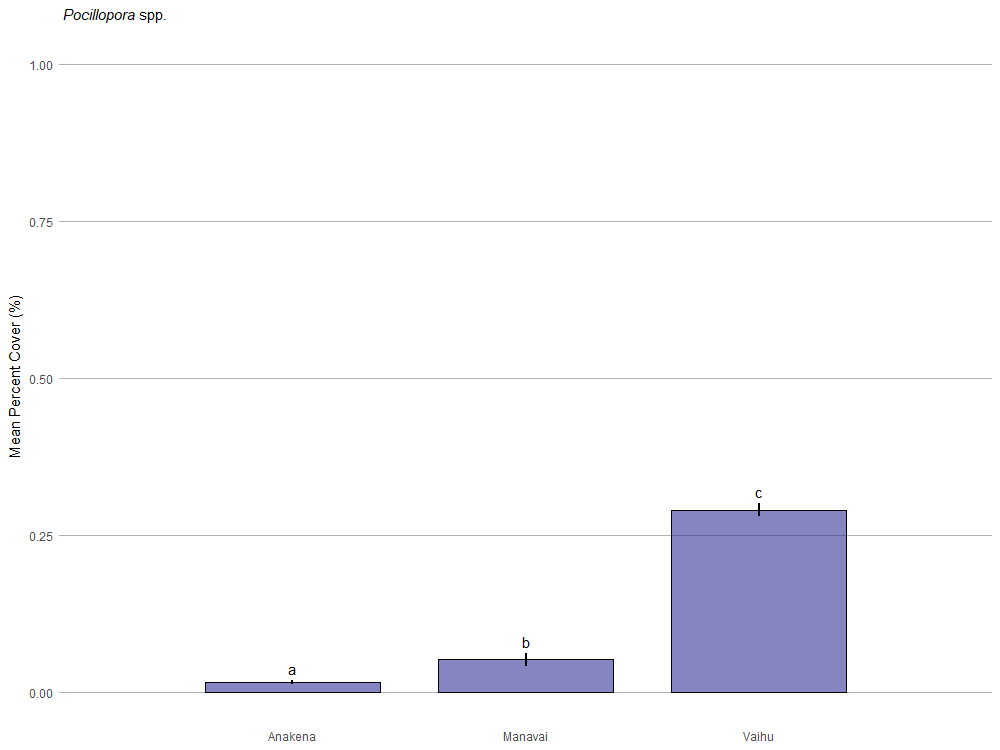 Pocillopora spp.
1.00
0.75
0.50
0.25
0.00
Mean Percent Cover (%)
a
b
c
Anakena
Manavai
Vaihu